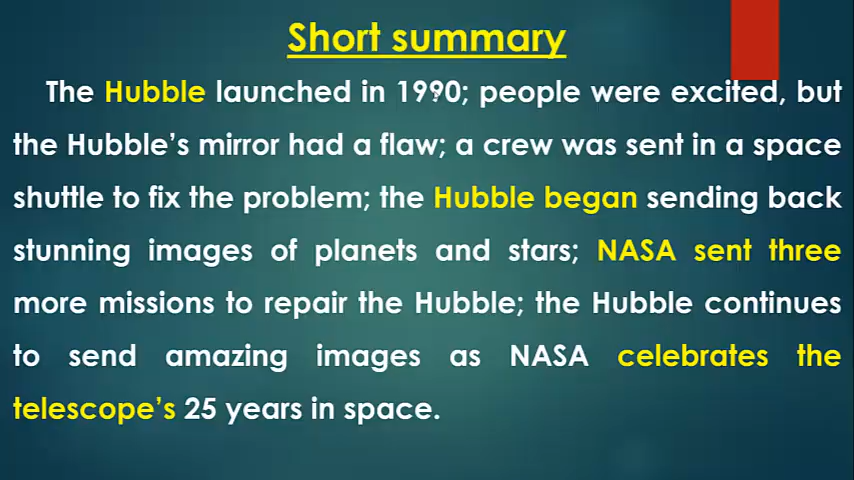 Short summary
The Hubble launched in 1990; people were excited, but
the Hubble’s mirror had a flaw; a crew was sent in a space
shuttle to fix the problem; the Hubble began sending back
stunning images of planets and stars; NASA sent three
more missions to repair the Hubble; the Hubble continues
to send amazing images as NASA celebrates the
telescope’s 25 years in space.